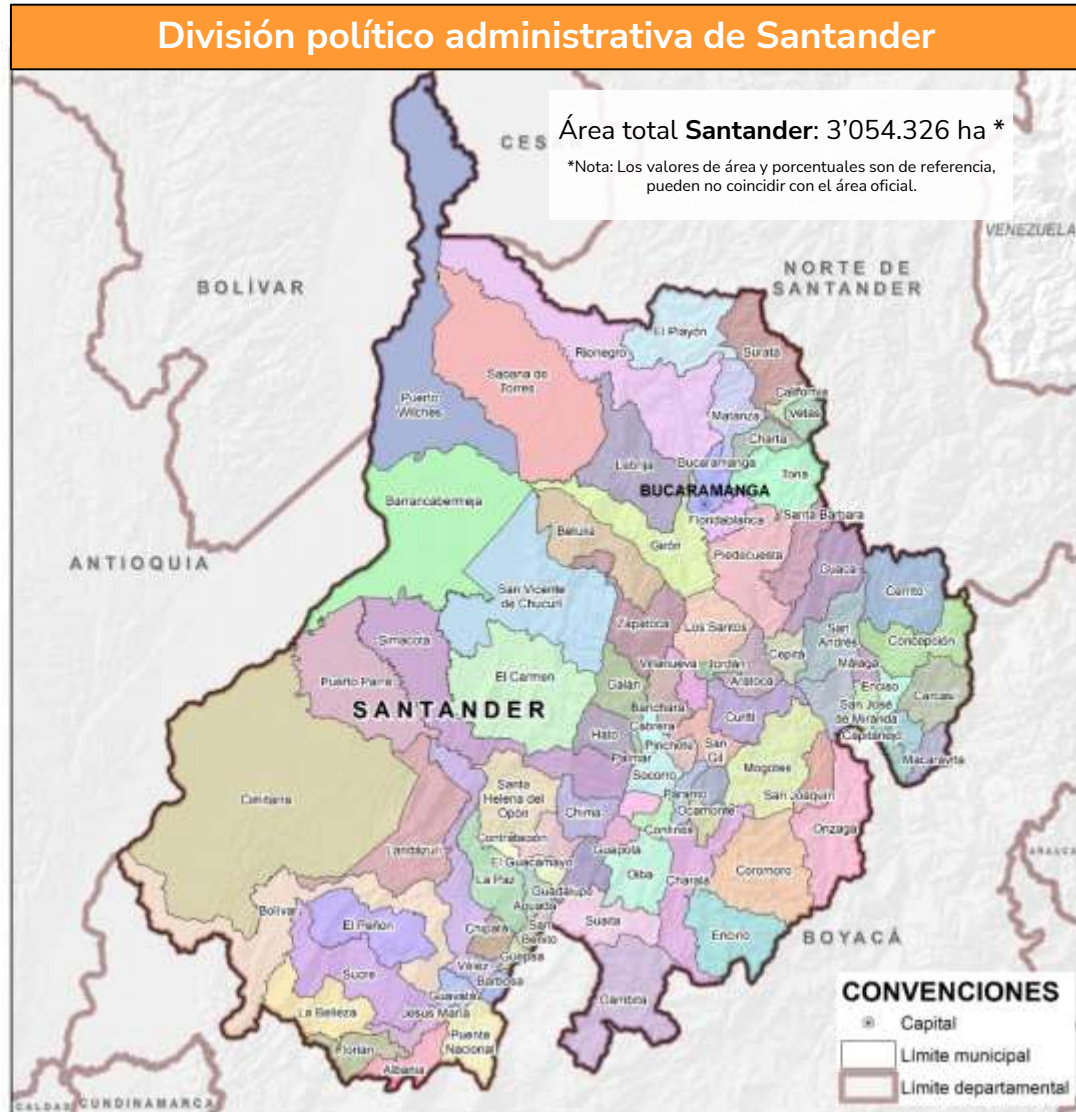 División político administrativa de Santander
Área total Santander: 3'054.326 ha *
*Nota: Los valores de área y porcentuales son de referencia,
pueden no coincidir con el área oficial.
CESAR
VENEZUELA
BOLÍVAR
NORTE DE
SANTANDER
El Playón
Rionegro
Suratá
Sabana de
Torres
Puerto
Wilches
California
Vetas
Matanza
Charta
Lebrija
Bucaramanga
Tona
BUCARAMANGA
Barrancabermeja
Floridablanca
Santa Bárbara
Betulia
Girón
Piedecuesta
ANTIOQUIA
Guaca
Cerrito
San Vicente
de Chucurí
Zapatoca
Los Santos
San
Andrés
Concepción
Simacota
Cepitá
Málaga
Villanueva
Jordán
Puerto Parra
El Carmen
Galán
Aratoca
Enciso
Carcasí
SANTANDER
Barichara
Curití
San José
de Miranda
Cabrera
Capitanejo
Hato
Pinchote
San
Gil
Palmar
Macaravita
Socorro
Mogotes
Cimitarra
Santa
Helena del
Opón
Páramo
San Joaquín
Chima
Ocamonte
Onzaga
Confines
Contratación
Landázuri
Guapotá
El Guacamayo
Oiba
Charalá
Coromoro
La Paz
Guadalupe
Aguada
Bolívar
El Peñón
Suaita
Chipatá
San
Benito
Encino
BOYACÁ
Güepsa
Vélez
Sucre
Barbosa
Guavatá
Gámbita
La Belleza
Jesús María
Puente
Nacional
Florián
Albania
ARAUCA
CALDAS
CUNDINAMARCA
CONVENCIONES
Capital
Límite municipal
Límite departamental